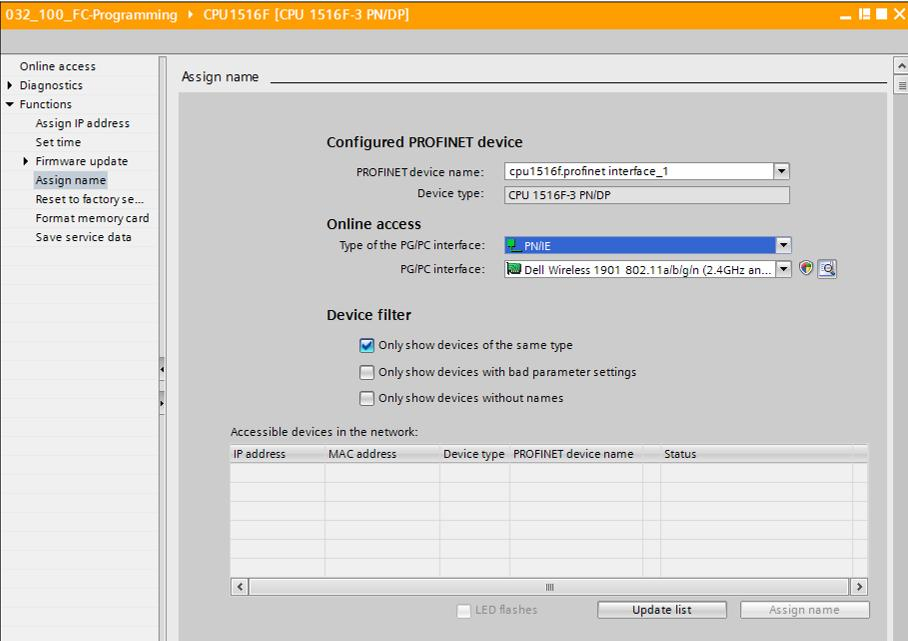 032_100_FC-Programming ▸ CPU1516F [CPU 1516F-3 PN/DP]
Online access
Diagnostics
Functions
Assign IP address
Set time
Firmware update
Assign name
Reset to factory se...
Format memory card
Save service data
Assign name
Configured PROFINET device
PROFINET device name: cpu1516f.profinet interface_1
Device type: CPU 1516F-3 PN/DP
Online access
Type of the PG/PC interface: PN/IE
PG/PC interface: Dell Wireless 1901 802.11a/b/g/n (2.4GHz an...
Device filter
Only show devices of the same type
Only show devices with bad parameter settings
Only show devices without names
Accessible devices in the network:
IP address MAC address Device type PROFINET device name Status
LED flashes Update list Assign name